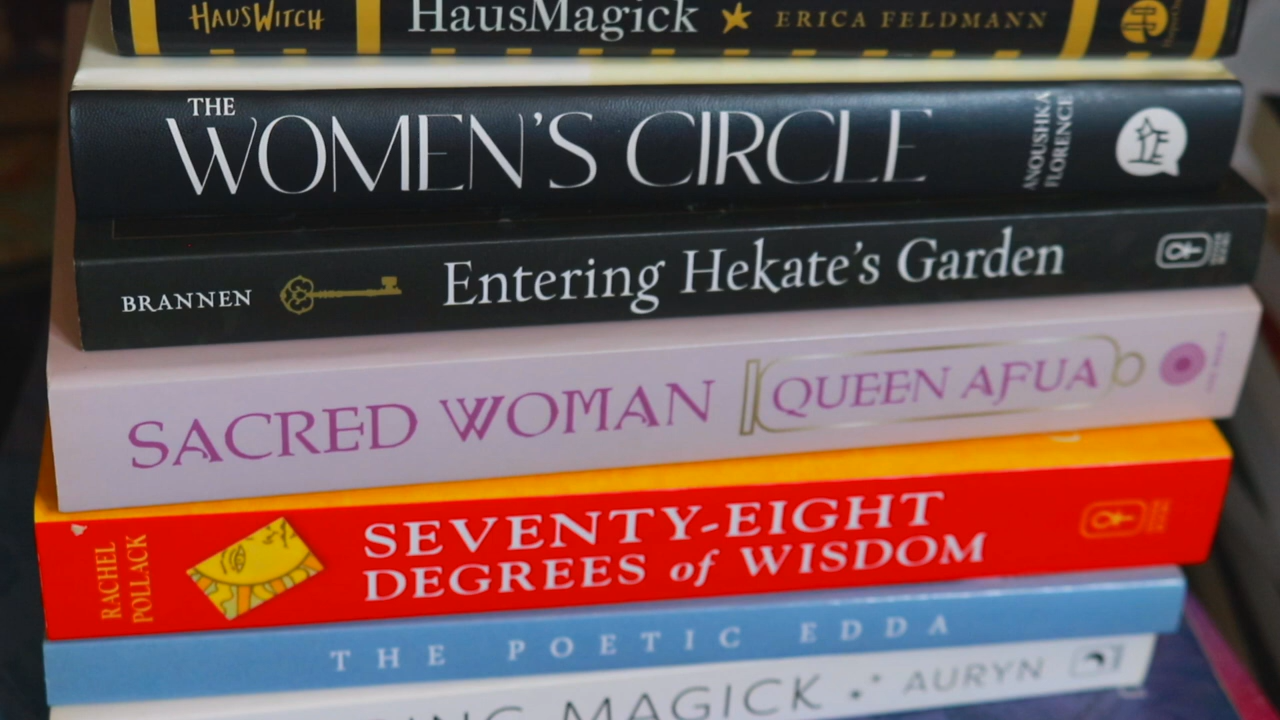 HAUSWITCH HausMagick ERICA FELDMANN
THE
WOMEN'S CIRCLE
ANOUSHKA
FLORENCE
BRANNEN Entering Hekate's Garden
SACRED WOMAN QUEEN AFUA
RACHEL
POLLACK
SEVENTY-EIGHT
DEGREES of WISDOM
THE POETIC EDDA
MAGICK AURYN